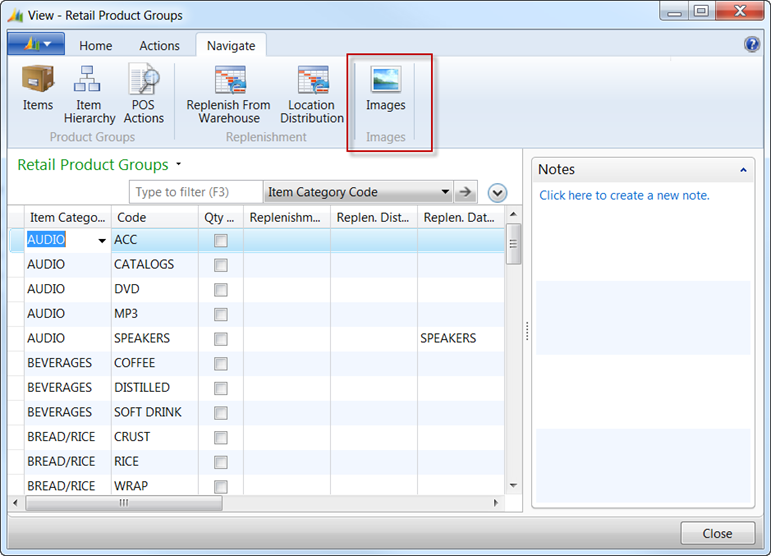 View - Retail Product Groups
Home Actions Navigate
Items Item Hierarchy POS Actions Replenish From Warehouse Location Distribution Images
Product Groups Replenishment Images
Retail Product Groups
Type to filter (F3) Item Category Code
Item Catego... Code Qty ... Replenishm... Replen. Dist... Replen. Dat...
AUDIO ACC
AUDIO CATALOGS
AUDIO DVD
AUDIO MP3
AUDIO SPEAKERS SPEAKERS
BEVERAGES COFFEE
BEVERAGES DISTILLED
BEVERAGES SOFT DRINK
BREAD/RICE CRUST
BREAD/RICE RICE
BREAD/RICE WRAP
Notes
Click here to create a new note.
Close